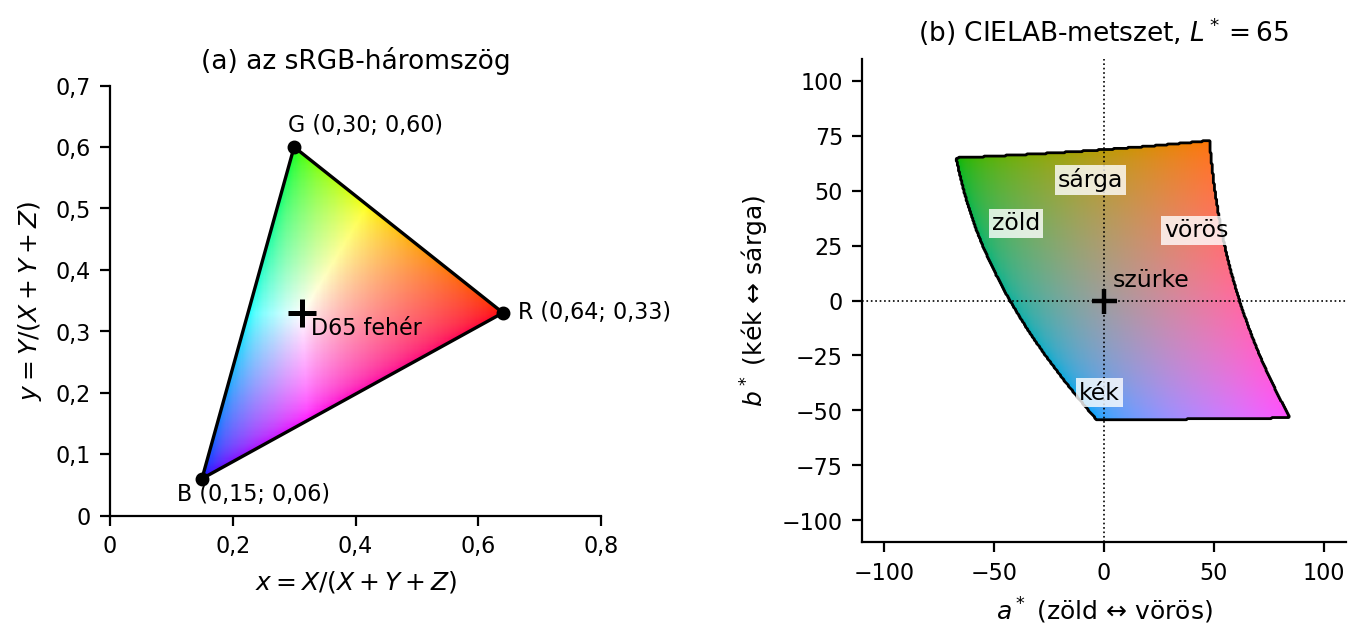 (a) az sRGB-háromszög
0,7
0,6
0,5
0,4
0,3
0,2
0,1
0
y = Y/(X + Y + Z)
G (0,30; 0,60)
R (0,64; 0,33)
D65 fehér
B (0,15; 0,06)
0 0,2 0,4 0,6 0,8
x = X/(X + Y + Z)
(b) CIELAB-metszet, L* = 65
100
75
50
25
0
−25
−50
−75
−100
b* (kék ↔ sárga)
sárga
zöld
vörös
szürke
kék
−100 −50 0 50 100
a* (zöld ↔ vörös)